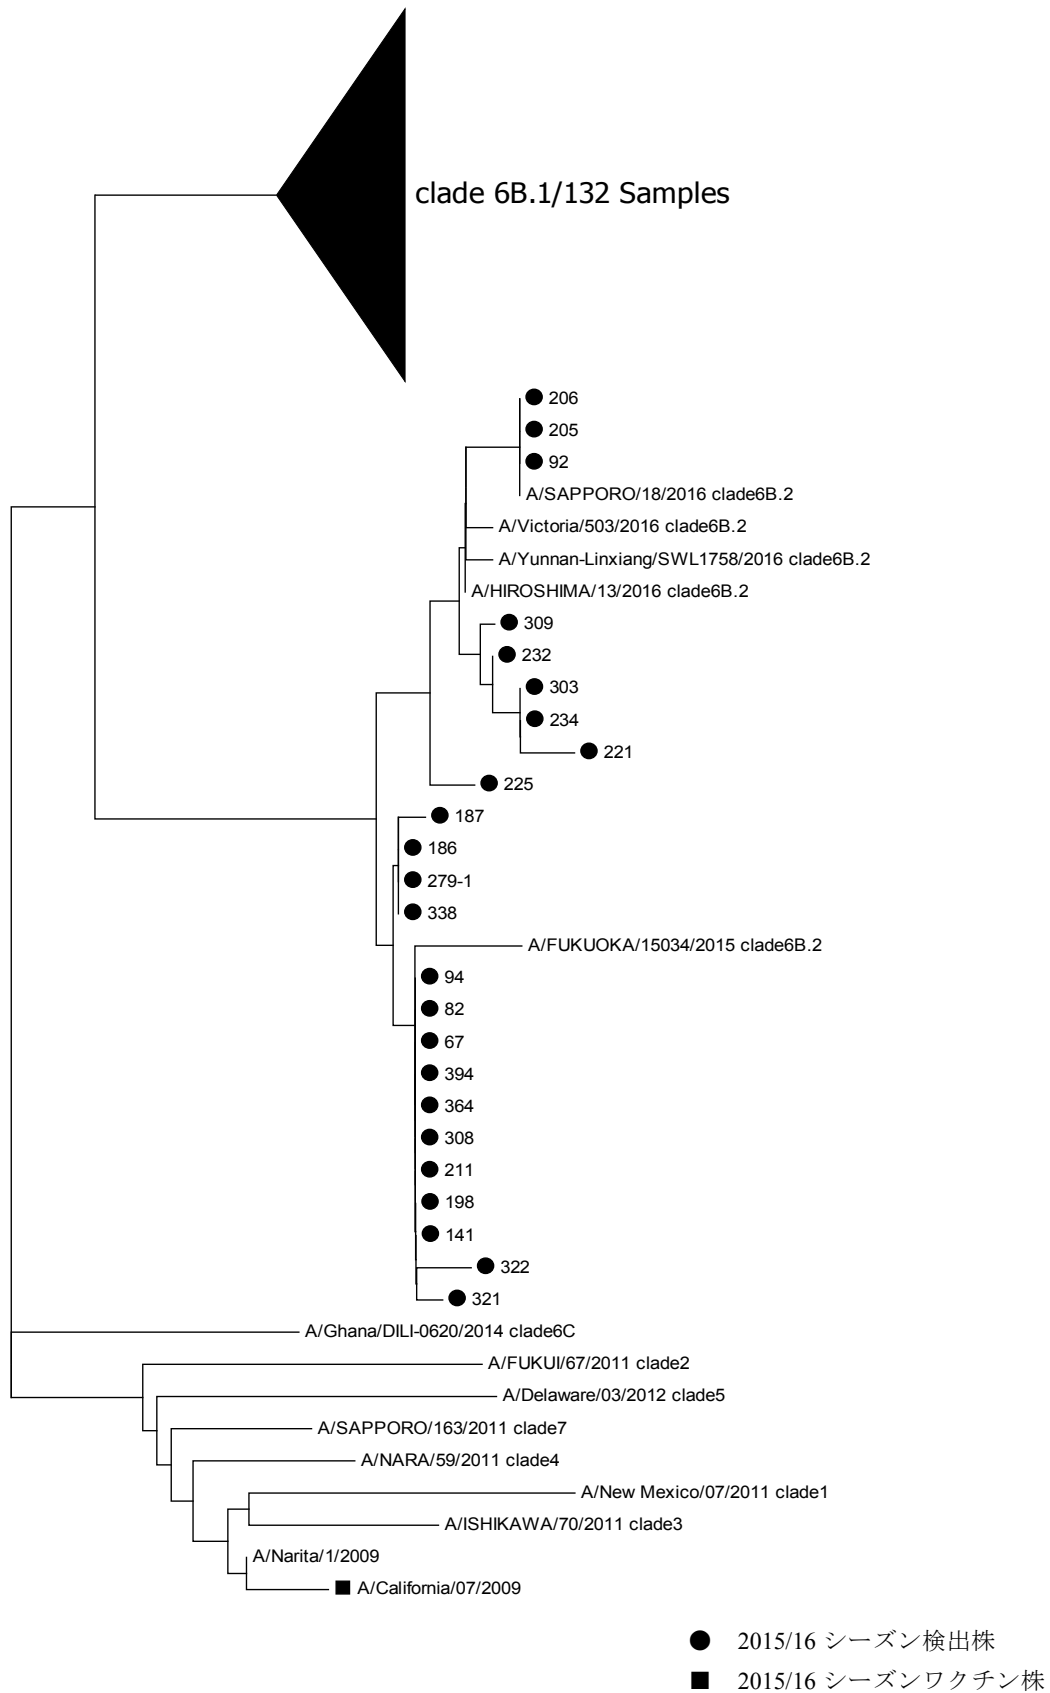 clade 6B.1/132 Samples
206
205
92
A/SAPPORO/18/2016 clade6B.2
A/Victoria/503/2016 clade6B.2
A/Yunnan-Linxiang/SWL1758/2016 clade6B.2
A/HIROSHIMA/13/2016 clade6B.2
309
232
303
234
221
225
187
186
279-1
338
A/FUKUOKA/15034/2015 clade6B.2
94
82
67
394
364
308
211
198
141
322
321
A/Ghana/DILI-0620/2014 clade6C
A/FUKUI/67/2011 clade2
A/Delaware/03/2012 clade5
A/SAPPORO/163/2011 clade7
A/NARA/59/2011 clade4
A/New Mexico/07/2011 clade1
A/ISHIKAWA/70/2011 clade3
A/Narita/1/2009
A/California/07/2009
2015/16 シーズン検出株
2015/16 シーズンワクチン株